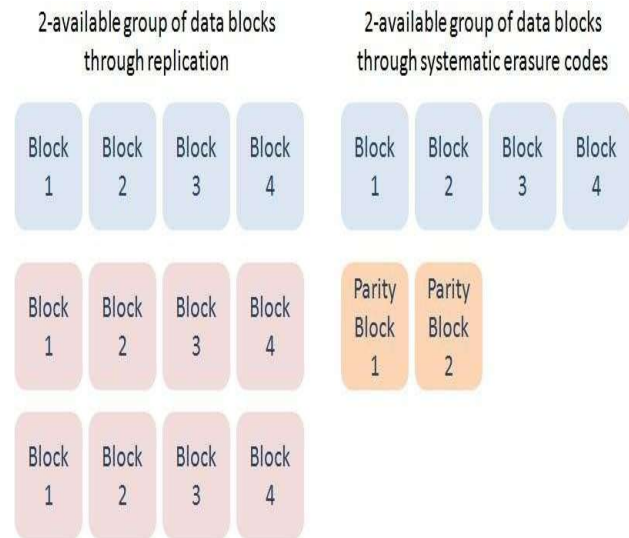 2-available group of data blocks
through replication
2-available group of data blocks
through systematic erasure codes
Block
1
Block
2
Block
3
Block
4
Block
1
Block
2
Block
3
Block
4
Block
1
Block
2
Block
3
Block
4
Block
1
Block
2
Block
3
Block
4
Parity
Block
1
Parity
Block
2